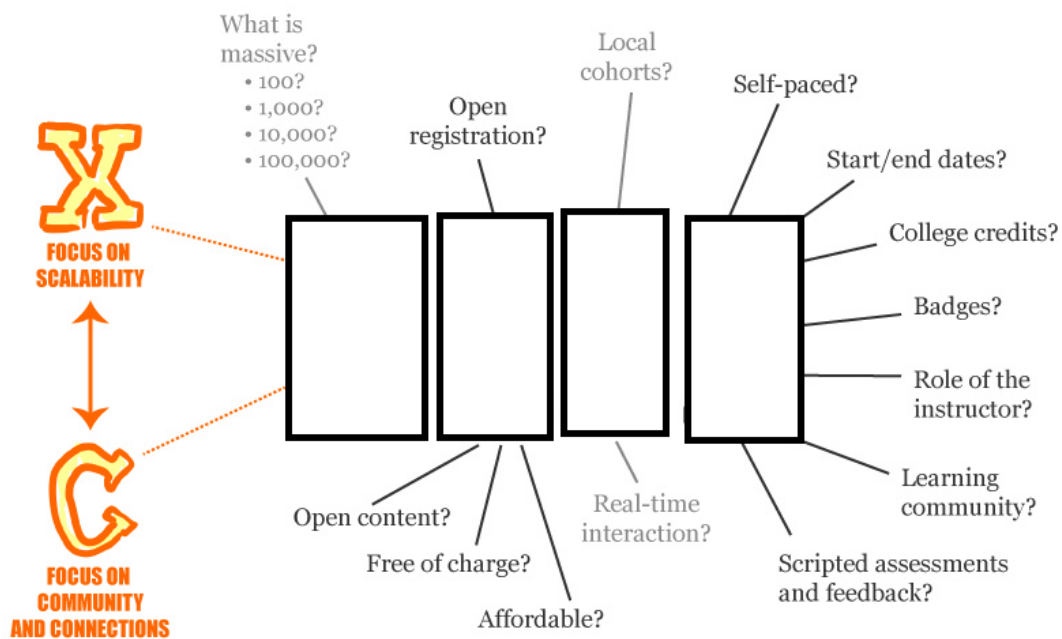 What is
massive?
• 100?
• 1,000?
• 10,000?
• 100,000?
Local
cohorts?
Self-paced?
Open
registration?
Start/end dates?
X
FOCUS ON
SCALABILITY
College credits?
Badges?
Role of the
instructor?
C
FOCUS ON
COMMUNITY
AND CONNECTIONS
Open content?
Free of charge?
Affordable?
Real-time
interaction?
Learning
community?
Scripted assessments
and feedback?